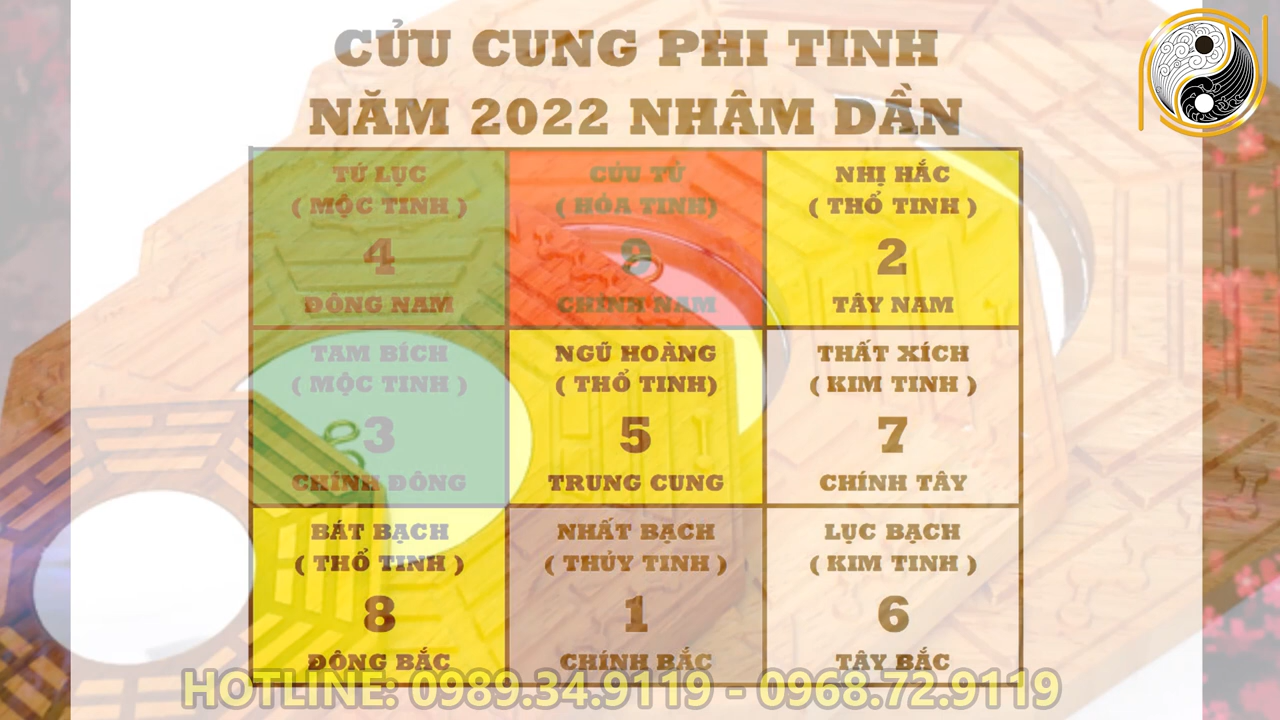 CỬU CUNG PHI TINH
NĂM 2022 NHÂM DẦN
TỨ LỤC
( MỘC TINH )
4
ĐÔNG NAM
CỬU TỬ
( HỎA TINH)
9
CHÍNH NAM
NHỊ HẮC
( THỔ TINH )
2
TÂY NAM
TAM BÍCH
( MỘC TINH )
3
CHÍNH ĐÔNG
NGŨ HOÀNG
( THỔ TINH)
5
TRUNG CUNG
THẤT XÍCH
( KIM TINH )
7
CHÍNH TÂY
BÁT BẠCH
( THỔ TINH )
8
ĐÔNG BẮC
NHẤT BẠCH
( THỦY TINH )
1
CHÍNH BẮC
LỤC BẠCH
( KIM TINH )
6
TÂY BẮC
HOTLINE: 0989.34.9119 - 0968.72.9119